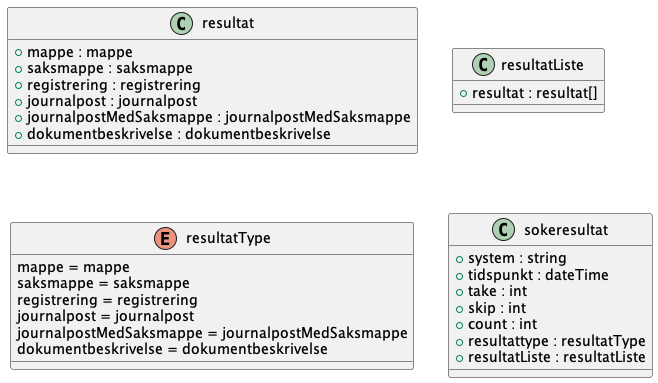 C resultat
mappe : mappe
saksmappe : saksmappe
registrering : registrering
journalpost : journalpost
journalpostMedSaksmappe : journalpostMedSaksmappe
dokumentbeskrivelse : dokumentbeskrivelse
C resultatListe
resultat : resultat[]
E resultatType
mappe = mappe
saksmappe = saksmappe
registrering = registrering
journalpost = journalpost
journalpostMedSaksmappe = journalpostMedSaksmappe
dokumentbeskrivelse = dokumentbeskrivelse
C sokeresultat
system : string
tidspunkt : dateTime
take : int
skip : int
count : int
resultattype : resultatType
resultatListe : resultatListe